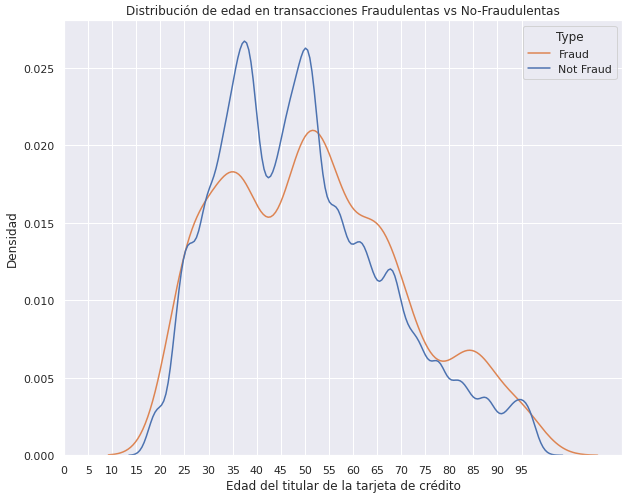 Distribución de edad en transacciones Fraudulentas vs No-Fraudulentas
Type
Fraud
Not Fraud
0.025
0.020
0.015
0.010
0.005
0.000
Densidad
0 5 10 15 20 25 30 35 40 45 50 55 60 65 70 75 80 85 90 95
Edad del titular de la tarjeta de crédito